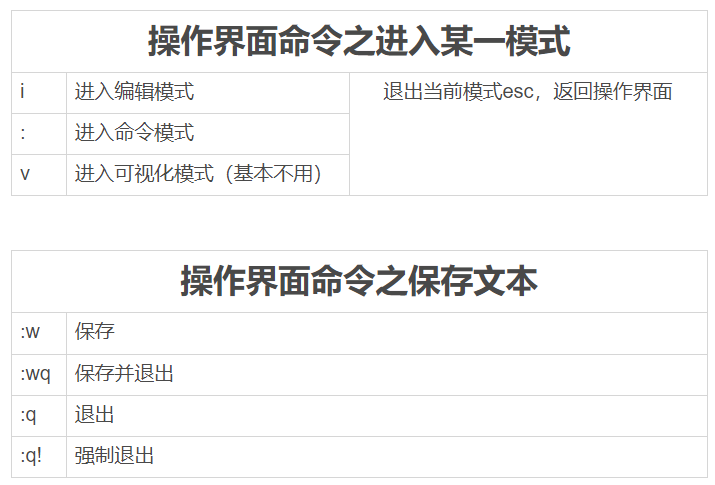 操作界面命令之进入某一模式
i 进入编辑模式 退出当前模式esc，返回操作界面
: 进入命令模式
v 进入可视化模式（基本不用）
操作界面命令之保存文本
:w 保存
:wq 保存并退出
:q 退出
:q! 强制退出